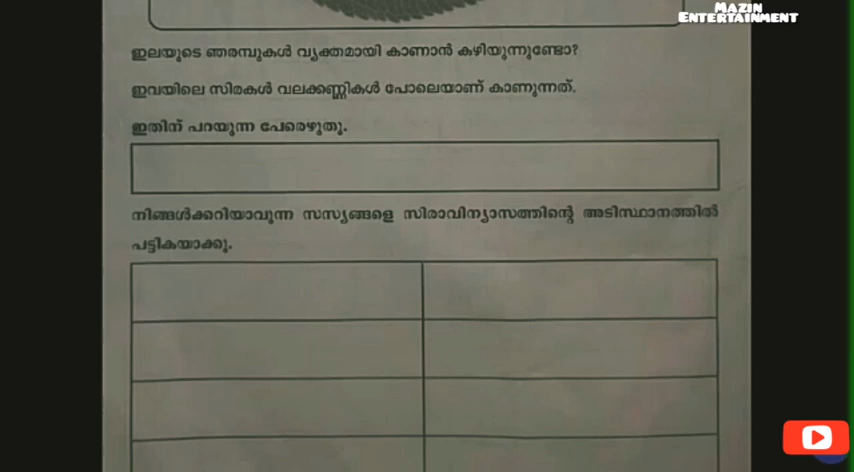 MAZIN
ENTERTAINMENT
ഇലയുടെ ഞരമ്പുകൾ വ്യക്തമായി കാണാൻ കഴിയുന്നുണ്ടോ?
ഇവയിലെ സിരകൾ വലക്കണ്ണികൾ പോലെയാണ് കാണുന്നത്.
ഇതിന് പറയുന്ന പേരെഴുതൂ.
നിങ്ങൾക്കറിയാവുന്ന സസ്യങ്ങളെ സിരാവിന്യാസത്തിന്റെ അടിസ്ഥാനത്തിൽ
പട്ടികയാക്കൂ.